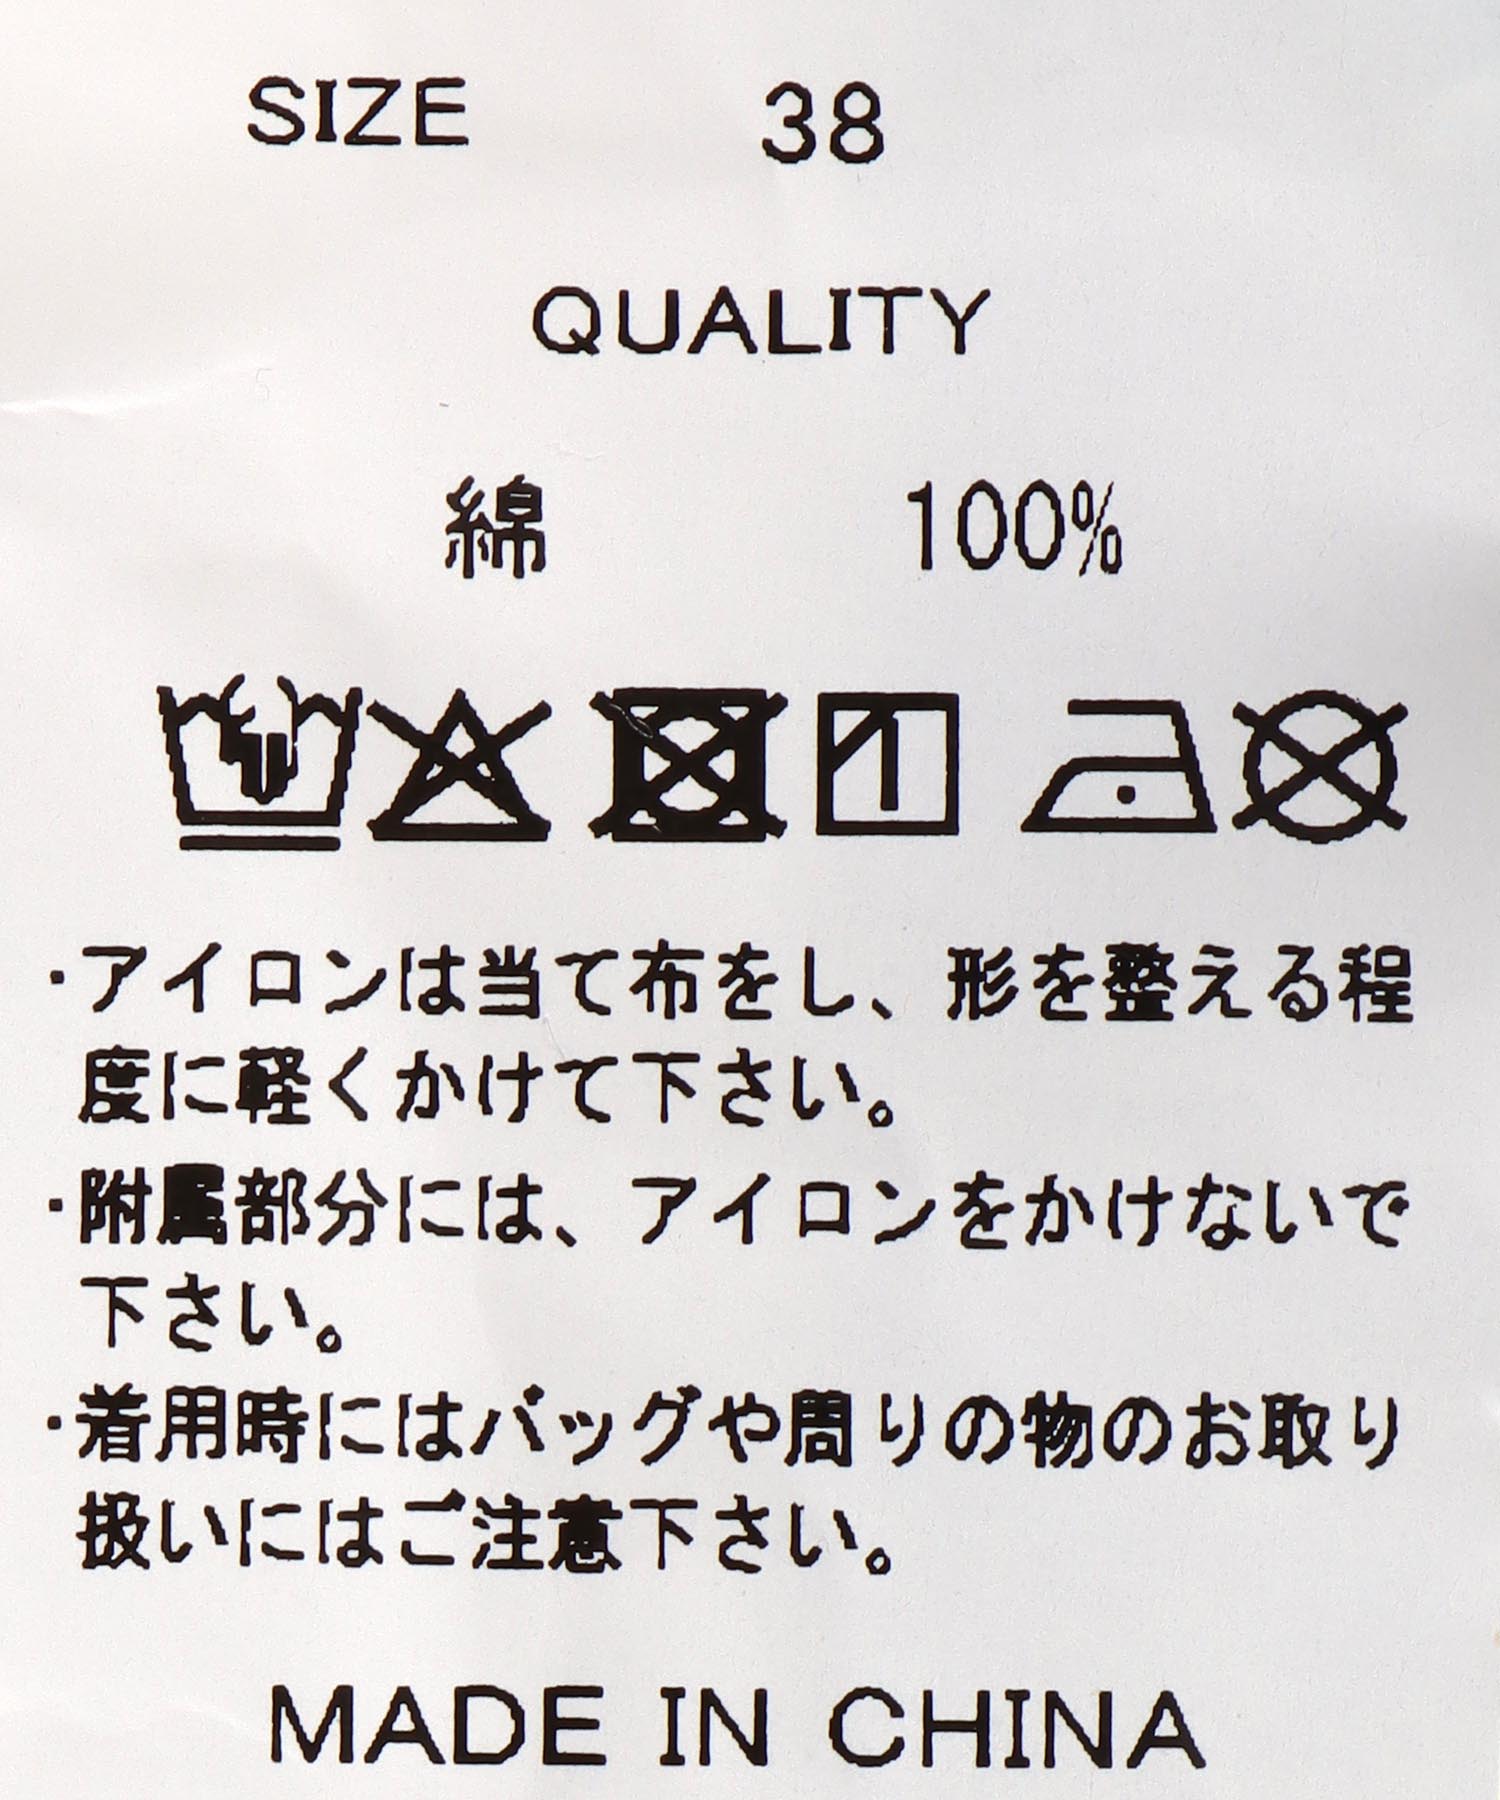 SIZE 38
QUALITY
綿 100%
・アイロンは当て布をし、形を整える程
度に軽くかけて下さい。
・附属部分には、アイロンをかけないで
下さい。
・着用時にはバッグや周りの物のお取り
扱いにはご注意下さい。
MADE IN CHINA